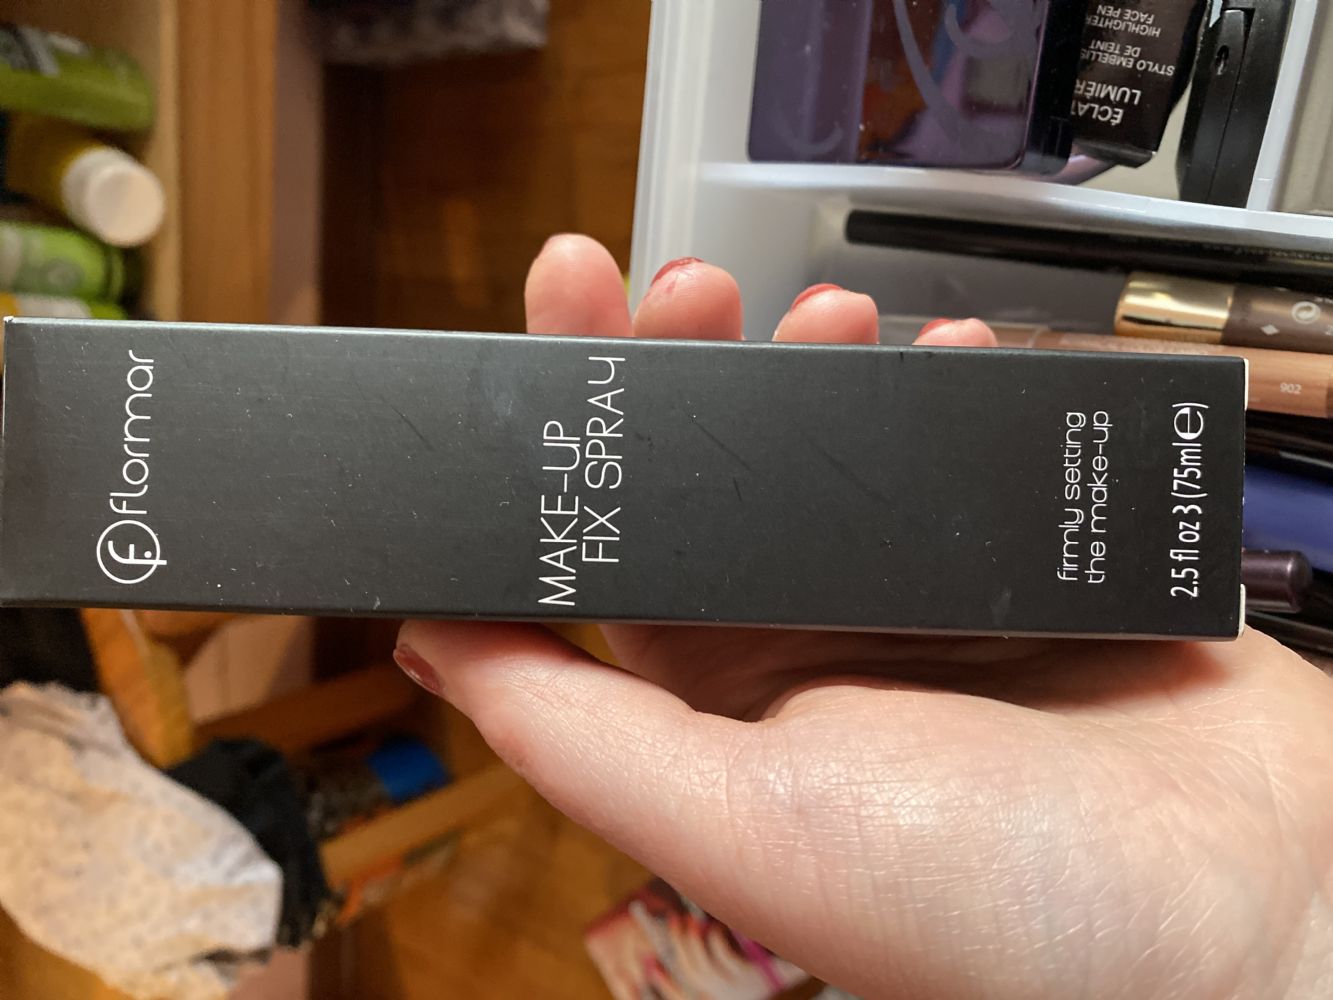 flormar
MAKE-UP
FIX SPRAY
firmly setting
the make-up
2.5 fl oz 3 (75ml e)
ÉCLAT
LUMIÈR
STYLO EMBELLIS
DE TEINT
HIGHLIGHTER
FACE PEN
902